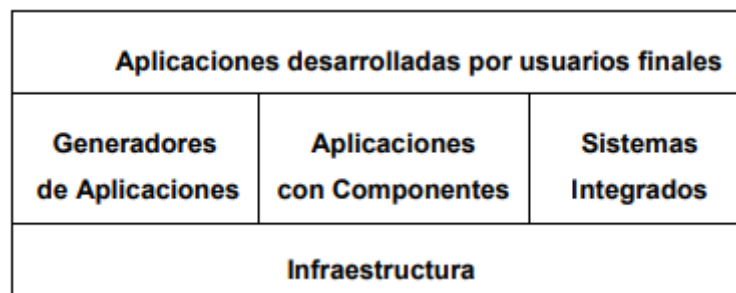 Aplicaciones desarrolladas por usuarios finales
Generadores
de Aplicaciones
Aplicaciones
con Componentes
Sistemas
Integrados
Infraestructura